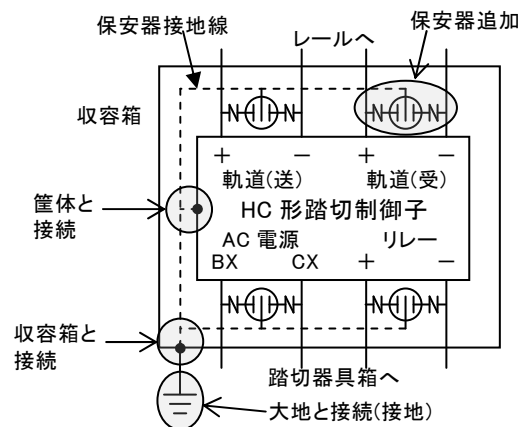 保安器接地線
レールへ
保安器追加
収容箱
N N N N
+ − + −
軌道(送) 軌道(受)
筐体と
接続
HC 形踏切制御子
AC 電源 リレー
BX CX + −
N N N N
収容箱と
接続
踏切器具箱へ
大地と接続(接地)